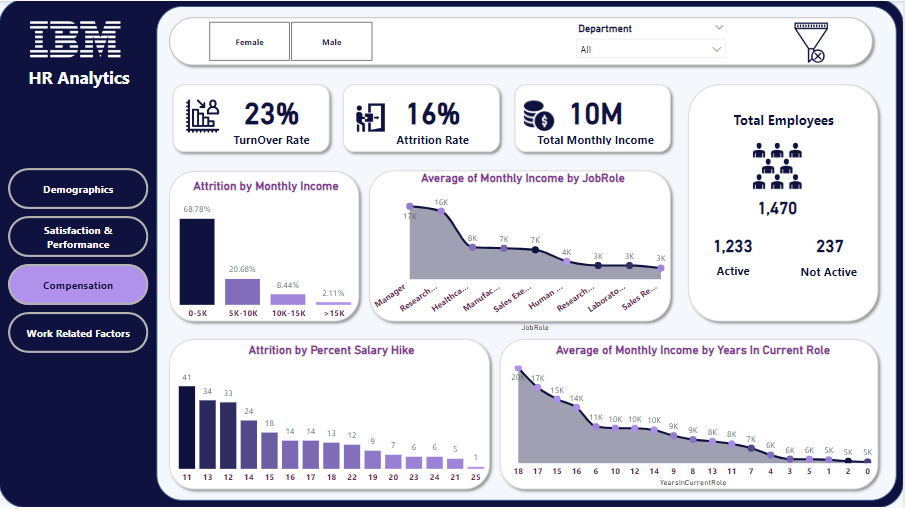 IBM
HR Analytics
Demographics
Satisfaction &
Performance
Compensation
Work Related Factors
Female Male
Department
All
23%
TurnOver Rate
16%
Attrition Rate
10M
Total Monthly Income
Total Employees
1,470
1,233 237
Active Not Active
Attrition by Monthly Income
68.78%
20.68%
8.44%
2.11%
0-5K 5K-10K 10K-15K >15K
Average of Monthly Income by JobRole
17K 16K 8K 7K 7K 4K 3K 3K 3K
Manager Research... Healthca... Manufac... Sales Exe... Human ... Research... Laborato... Sales Re...
JobRole
Attrition by Percent Salary Hike
41 34 33 24 18 14 14 13 12 9 7 6 6 5 1
11 13 12 14 15 16 17 18 22 19 20 23 24 21 25
Average of Monthly Income by Years In Current Role
20K 17K 15K 14K 11K 10K 10K 10K 9K 9K 8K 8K 7K 6K 6K 6K 5K 5K 5K
18 17 15 16 6 10 12 14 9 8 13 11 7 4 3 5 1 2 0
YearsInCurrentRole